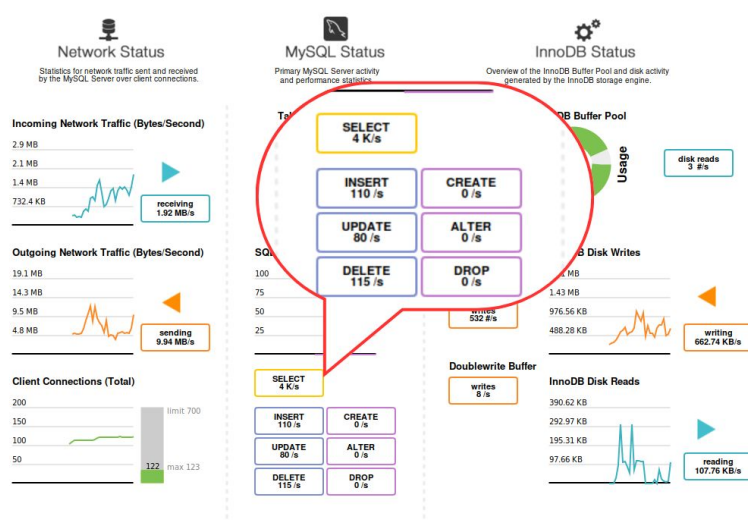 Network Status
Statistics for network traffic sent and received
by the MySQL Server over client connections.
Incoming Network Traffic (Bytes/Second)
2.9 MB
2.1 MB
1.4 MB
732.4 KB
receiving
1.92 MB/s
Outgoing Network Traffic (Bytes/Second)
19.1 MB
14.3 MB
9.5 MB
4.8 MB
sending
9.94 MB/s
Client Connections (Total)
200
150
100
50
limit 700
122
max 123
MySQL Status
Primary MySQL Server activity
and performance statistics.
SELECT
4 K/s
INSERT
110 /s
CREATE
0 /s
UPDATE
80 /s
ALTER
0 /s
DELETE
115 /s
DROP
0 /s
SQ
100
75
50
25
writes
532 #/s
Doublewrite Buffer
writes
8 /s
SELECT
4 K/s
INSERT
110 /s
CREATE
0 /s
UPDATE
80 /s
ALTER
0 /s
DELETE
115 /s
DROP
0 /s
InnoDB Status
Overview of the InnoDB Buffer Pool and disk activity
generated by the InnoDB storage engine.
DB Buffer Pool
Usage
disk reads
3 #/s
B Disk Writes
MB
1.43 MB
976.56 KB
488.28 KB
writing
662.74 KB/s
InnoDB Disk Reads
390.62 KB
292.97 KB
195.31 KB
97.66 KB
reading
107.76 KB/s